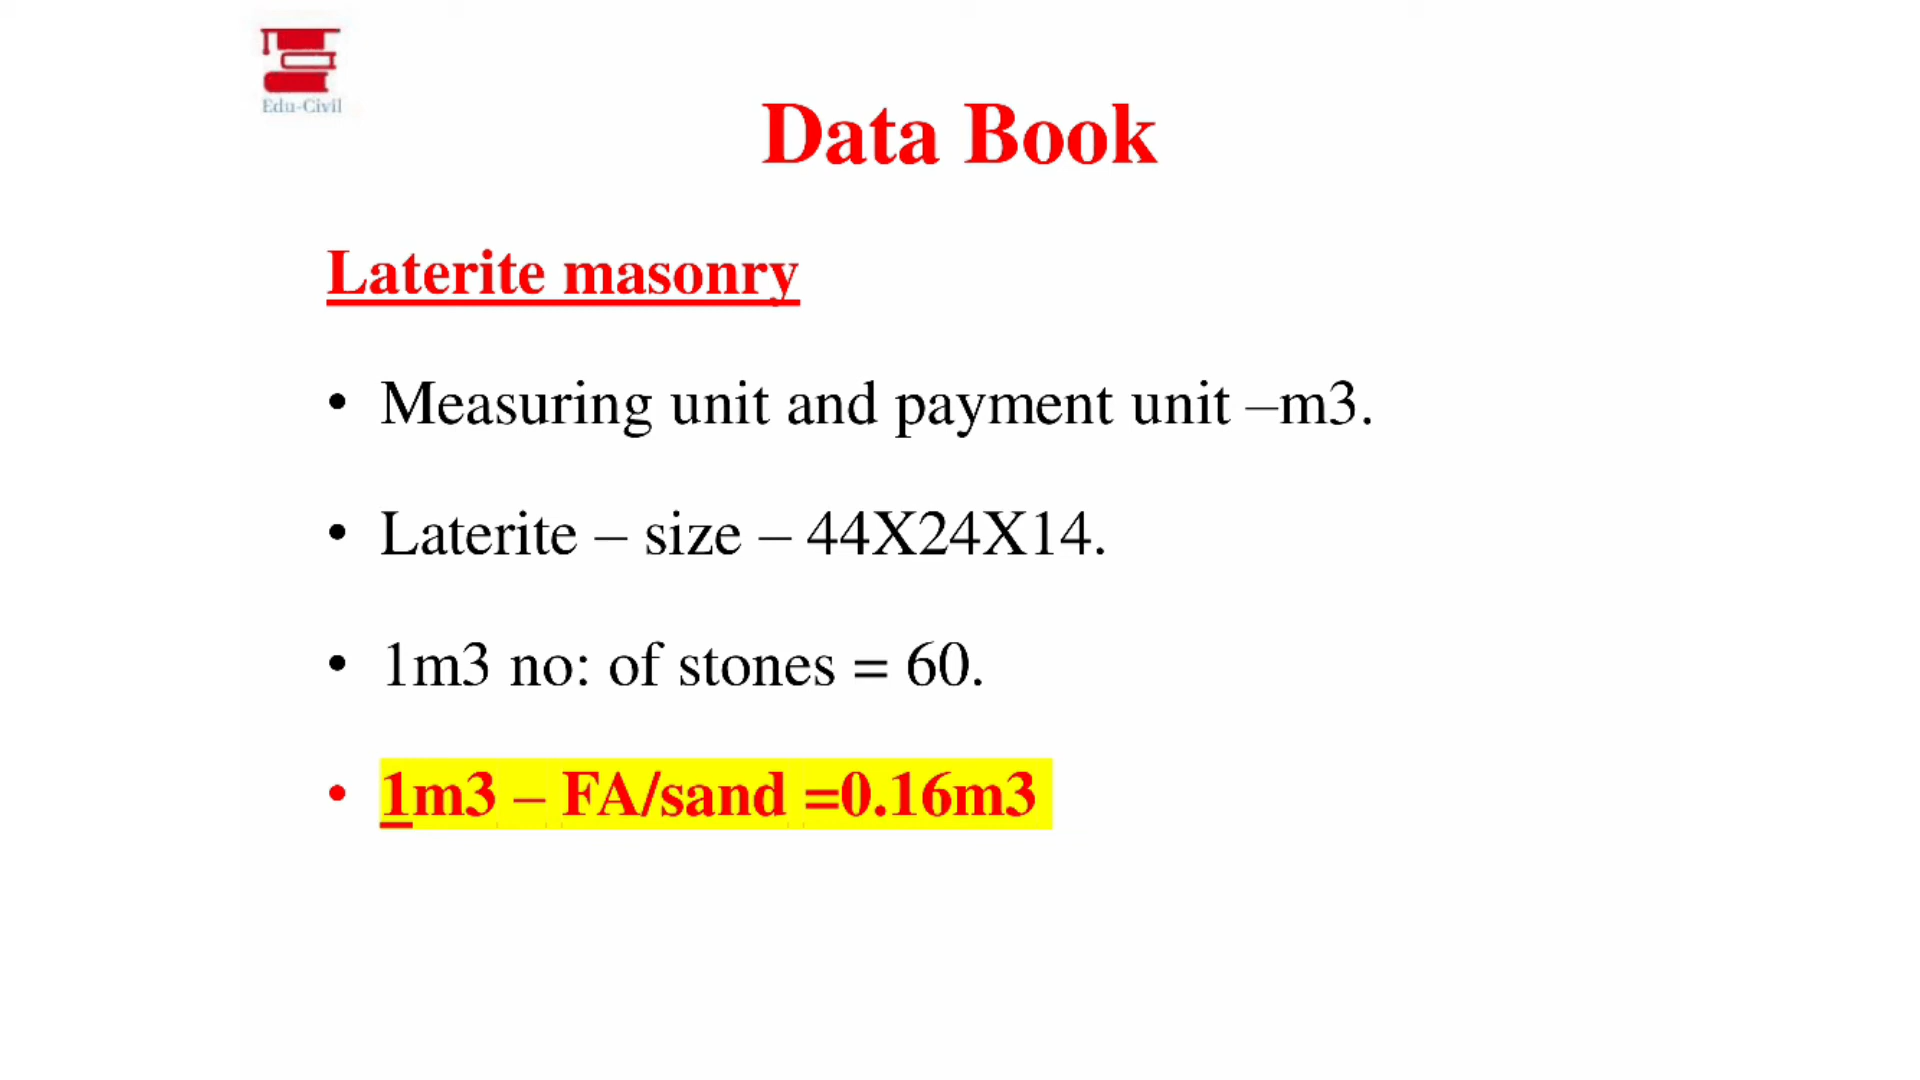 Edu-Civil
Data Book
Laterite masonry
• Measuring unit and payment unit –m3.
• Laterite – size – 44X24X14.
• 1m3 no: of stones = 60.
• 1m3 – FA/sand =0.16m3